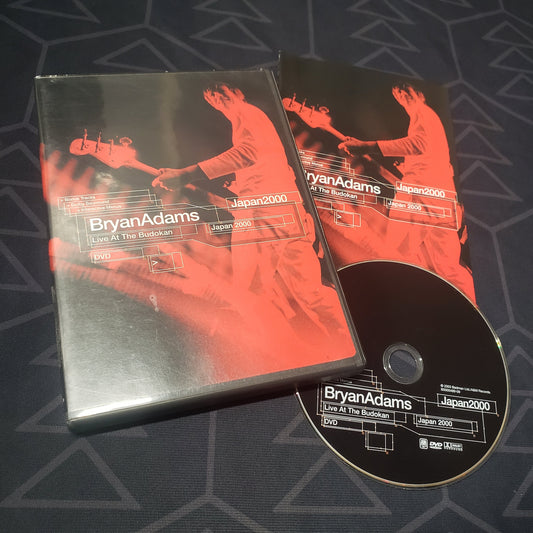 BryanAdams
Japan2000
Live At The Budokan
Japan 2000
DVD
>
BryanAdams
Japan2000
Live At The Budokan
Japan 2000
>
BryanAdams
Japan2000
Live At The Budokan
Japan 2000
DVD
DVD